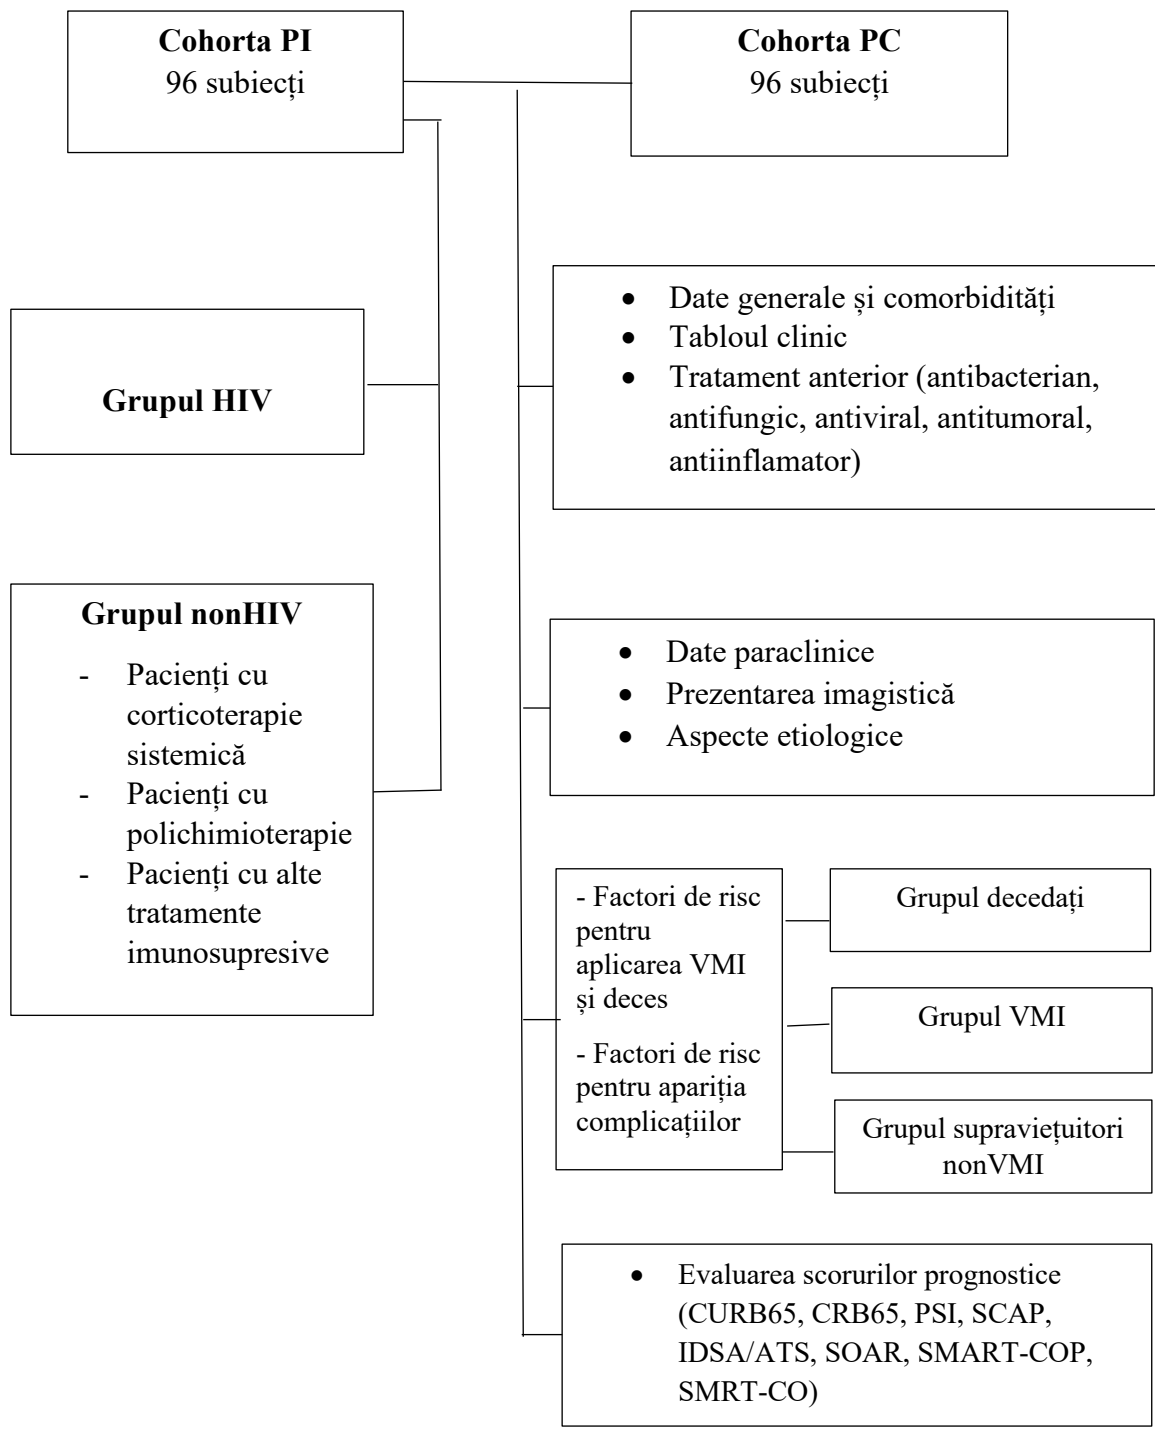 Cohorta PI
96 subiecți
Cohorta PC
96 subiecți
Grupul HIV
Grupul nonHIV
- Pacienți cu
corticoterapie
sistemică
- Pacienți cu
polichimioterapie
- Pacienți cu alte
tratamente
imunosupresive
• Date generale și comorbidități
• Tabloul clinic
• Tratament anterior (antibacterian,
antifungic, antiviral, antitumoral,
antiinflamator)
• Date paraclinice
• Prezentarea imagistică
• Aspecte etiologice
- Factori de risc
pentru
aplicarea VMI
și deces
- Factori de risc
pentru apariția
complicațiilor
Grupul decedați
Grupul VMI
Grupul supraviețuitori
nonVMI
• Evaluarea scorurilor prognostice
(CURB65, CRB65, PSI, SCAP,
IDSA/ATS, SOAR, SMART-COP,
SMRT-CO)